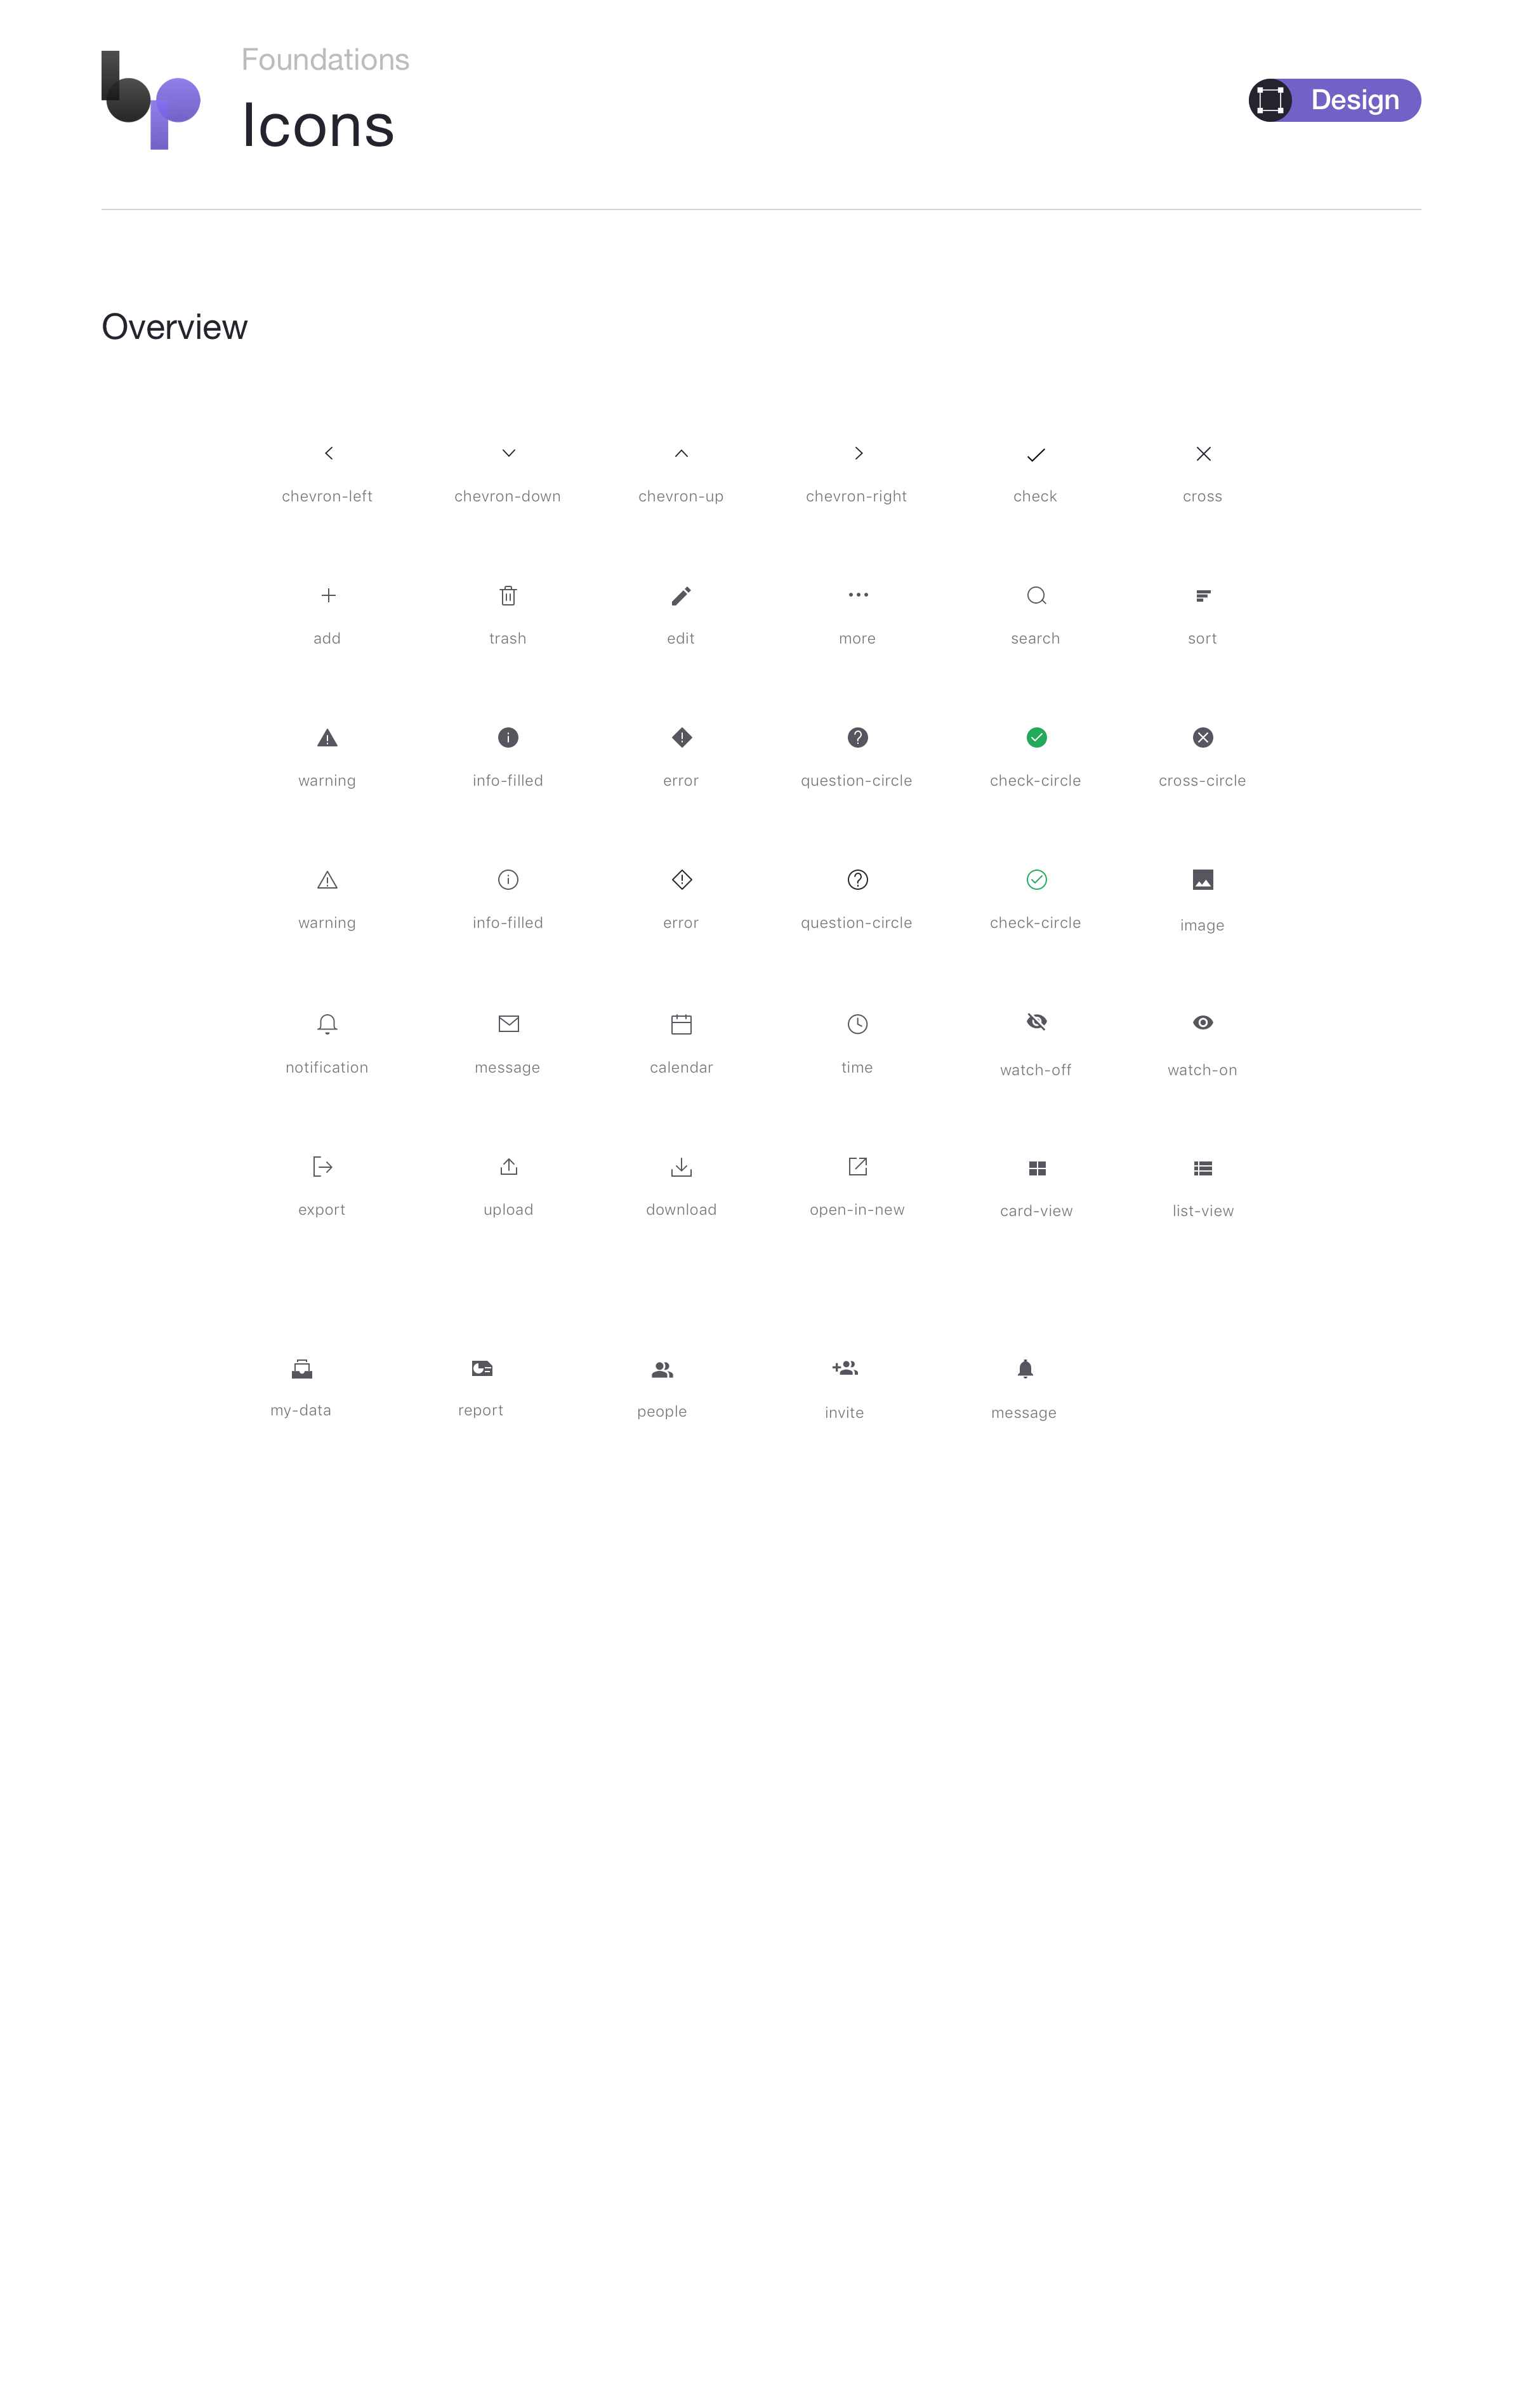 Foundations
Icons
Design
Overview
chevron-left chevron-down chevron-up chevron-right check cross
add trash edit more search sort
warning info-filled error question-circle check-circle cross-circle
warning info-filled error question-circle check-circle image
notification message calendar time watch-off watch-on
export upload download open-in-new card-view list-view
my-data report people invite message